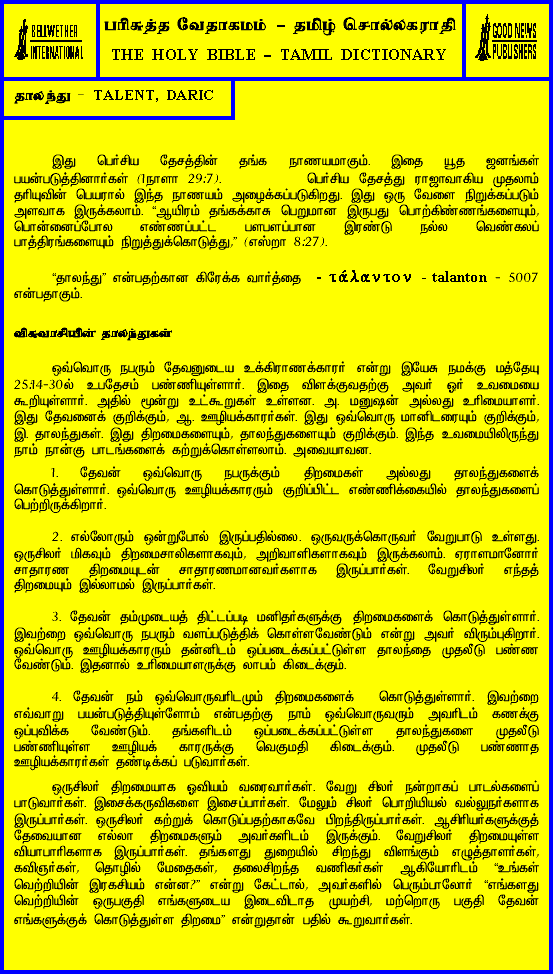 BELLWETHER
INTERNATIONAL
பரிசுத்த வேதாகமம் – தமிழ் சொல்லகராதி
THE HOLY BIBLE – TAMIL DICTIONARY
GOOD NEWS
PUBLISHERS
தாலந்து – TALENT, DARIC
இது பெர்சிய தேசத்தின் தங்க நாணயமாகும். இதை யூத ஜனங்கள்
பயன்படுத்தினார்கள் (1நாளா 29:7). பெர்சிய தேசத்து ராஜாவாகிய முதலாம்
தரியுவின் பெயரால் இந்த நாணயம் அழைக்கப்படுகிறது. இது ஒரு வேளை நிறுக்கப்படும்
அளவாக இருக்கலாம். “ஆயிரம் தங்கக்காசு பெறுமான இருபது பொற்கிண்ணங்களையும்,
பொன்னைப்போல எண்ணப்பட்ட பளபளப்பான இரண்டு நல்ல வெண்கலப்
பாத்திரங்களையும் நிறுத்துக்கொடுத்து,” (எஸ்றா 8:27).
“தாலந்து” என்பதற்கான கிரேக்க வார்த்தை - τάλαντον - talanton - 5007
என்பதாகும்.
விசுவாசியின் தாலந்துகள்
ஒவ்வொரு நபரும் தேவனுடைய உக்கிராணக்காரர் என்று இயேசு நமக்கு மத்தேயு
25:14-30ல் உபதேசம் பண்ணியுள்ளார். இதை விளக்குவதற்கு அவர் ஓர் உவமையை
கூறியுள்ளார். அதில் மூன்று உட்கூறுகள் உள்ளன. அ. மனுஷன் அல்லது உரிமையாளர்.
இது தேவனைக் குறிக்கும், ஆ. ஊழியக்காரர்கள். இது ஒவ்வொரு மானிடரையும் குறிக்கும்,
இ. தாலந்துகள். இது திறமைகளையும், தாலந்துகளையும் குறிக்கும். இந்த உவமையிலிருந்து
நாம் நான்கு பாடங்களைக் கற்றுக்கொள்ளலாம். அவையாவன.
1. தேவன் ஒவ்வொரு நபருக்கும் திறமைகள் அல்லது தாலந்துகளைக்
கொடுத்துள்ளார். ஒவ்வொரு ஊழியக்காரரும் குறிப்பிட்ட எண்ணிக்கையில் தாலந்துகளைப்
பெற்றிருக்கிறார்.
2. எல்லோரும் ஒன்றுபோல் இருப்பதில்லை. ஒருவருக்கொருவர் வேறுபாடு உள்ளது.
ஒருசிலர் மிகவும் திறமைசாலிகளாகவும், அறிவாளிகளாகவும் இருக்கலாம். ஏராளமானோர்
சாதாரண திறமையுடன் சாதாரணமானவர்களாக இருப்பார்கள். வேறுசிலர் எந்தத்
திறமையும் இல்லாமல் இருப்பார்கள்.
3. தேவன் தம்முடையத் திட்டப்படி மனிதர்களுக்கு திறமைகளைக் கொடுத்துள்ளார்.
இவற்றை ஒவ்வொரு நபரும் வளப்படுத்திக் கொள்ளவேண்டும் என்று அவர் விரும்புகிறார்.
ஒவ்வொரு ஊழியக்காரரும் தன்னிடம் ஒப்படைக்கப்பட்டுள்ள தாலந்தை முதலீடு பண்ண
வேண்டும். இதனால் உரிமையாளருக்கு லாபம் கிடைக்கும்.
4. தேவன் நம் ஒவ்வொருவரிடமும் திறமைகளைக் கொடுத்துள்ளார். இவற்றை
எவ்வாறு பயன்படுத்தியுள்ளோம் என்பதற்கு நாம் ஒவ்வொருவரும் அவரிடம் கணக்கு
ஒப்புவிக்க வேண்டும். தங்களிடம் ஒப்படைக்கப்பட்டுள்ள தாலந்துகளை முதலீடு
பண்ணியுள்ள ஊழியக் காரருக்கு வெகுமதி கிடைக்கும். முதலீடு பண்ணாத
ஊழியக்காரர்கள் தண்டிக்கப் படுவார்கள்.
ஒருசிலர் திறமையாக ஓவியம் வரைவார்கள். வேறு சிலர் நன்றாகப் பாடல்களைப்
பாடுவார்கள். இசைக்கருவிகளை இசைப்பார்கள். மேலும் சிலர் பொறியியல் வல்லுநர்களாக
இருப்பார்கள். ஒருசிலர் கற்றுக் கொடுப்பதற்காகவே பிறந்திருப்பார்கள். ஆசிரியர்களுக்குத்
தேவையான எல்லா திறமைகளும் அவர்களிடம் இருக்கும். வேறுசிலர் திறமையுள்ள
வியாபாரிகளாக இருப்பார்கள். தங்களது துறையில் சிறந்து விளங்கும் எழுத்தாளர்கள்,
கவிஞர்கள், தொழில் மேதைகள், தலைசிறந்த வணிகர்கள் ஆகியோரிடம் “உங்கள்
வெற்றியின் இரகசியம் என்ன?” என்று கேட்டால், அவர்களில் பெரும்பாலோர் “எங்களது
வெற்றியின் ஒருபகுதி எங்களுடைய இடைவிடாத முயற்சி, மற்றொரு பகுதி தேவன்
எங்களுக்குக் கொடுத்துள்ள திறமை” என்றுதான் பதில் கூறுவார்கள்.